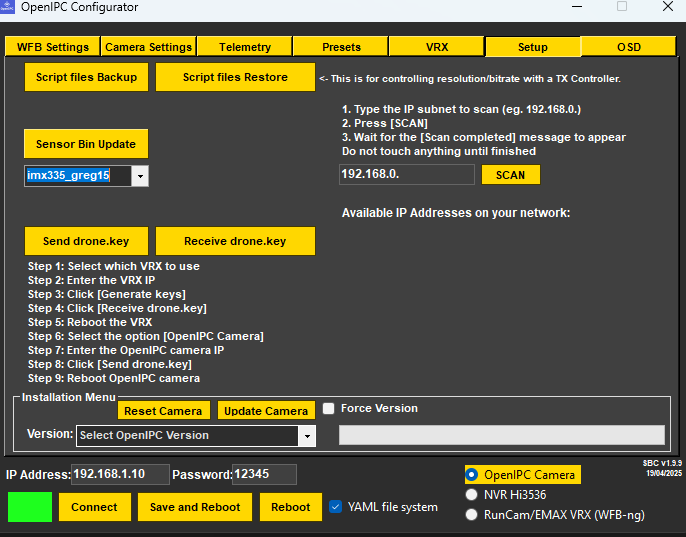 OpenIPC Configurator
WFB Settings Camera Settings Telemetry Presets VRX Setup OSD
Script files Backup Script files Restore <- This is for controlling resolution/bitrate with a TX Controller.
1. Type the IP subnet to scan (eg. 192.168.0.)
2. Press [SCAN]
3. Wait for the [Scan completed] message to appear
Do not touch anything until finished
Sensor Bin Update
imx335_greg15
192.168.0. SCAN
Available IP Addresses on your network:
Send drone.key Receive drone.key
Step 1: Select which VRX to use
Step 2: Enter the VRX IP
Step 3: Click [Generate keys]
Step 4: Click [Receive drone.key]
Step 5: Reboot the VRX
Step 6: Select the option [OpenIPC Camera]
Step 7: Enter the OpenIPC camera IP
Step 8: Click [Send drone.key]
Step 9: Reboot OpenIPC camera
Installation Menu
Reset Camera Update Camera Force Version
Version: Select OpenIPC Version
IP Address: 192.168.1.10 Password: 12345
Connect Save and Reboot Reboot YAML file system
OpenIPC Camera
NVR Hi3536
RunCam/EMAX VRX (WFB-ng)
SBC v1.9.9
19/04/2025